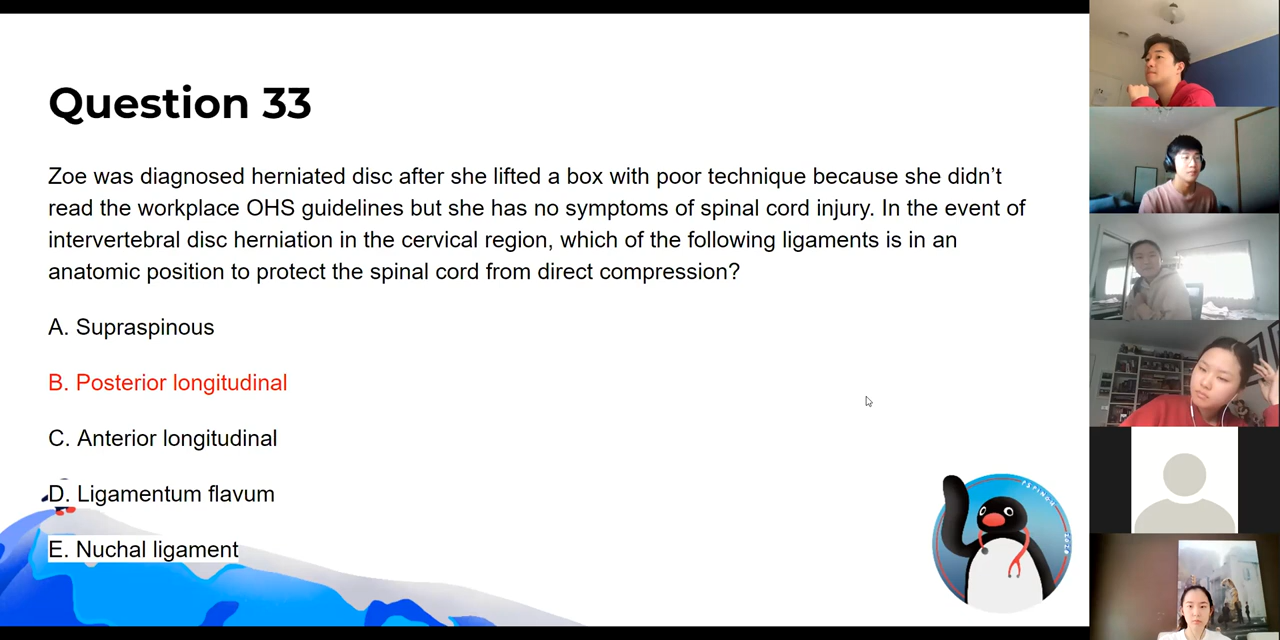 Question 33
Zoe was diagnosed herniated disc after she lifted a box with poor technique because she didn’t
read the workplace OHS guidelines but she has no symptoms of spinal cord injury. In the event of
intervertebral disc herniation in the cervical region, which of the following ligaments is in an
anatomic position to protect the spinal cord from direct compression?
A. Supraspinous
B. Posterior longitudinal
C. Anterior longitudinal
D. Ligamentum flavum
E. Nuchal ligament